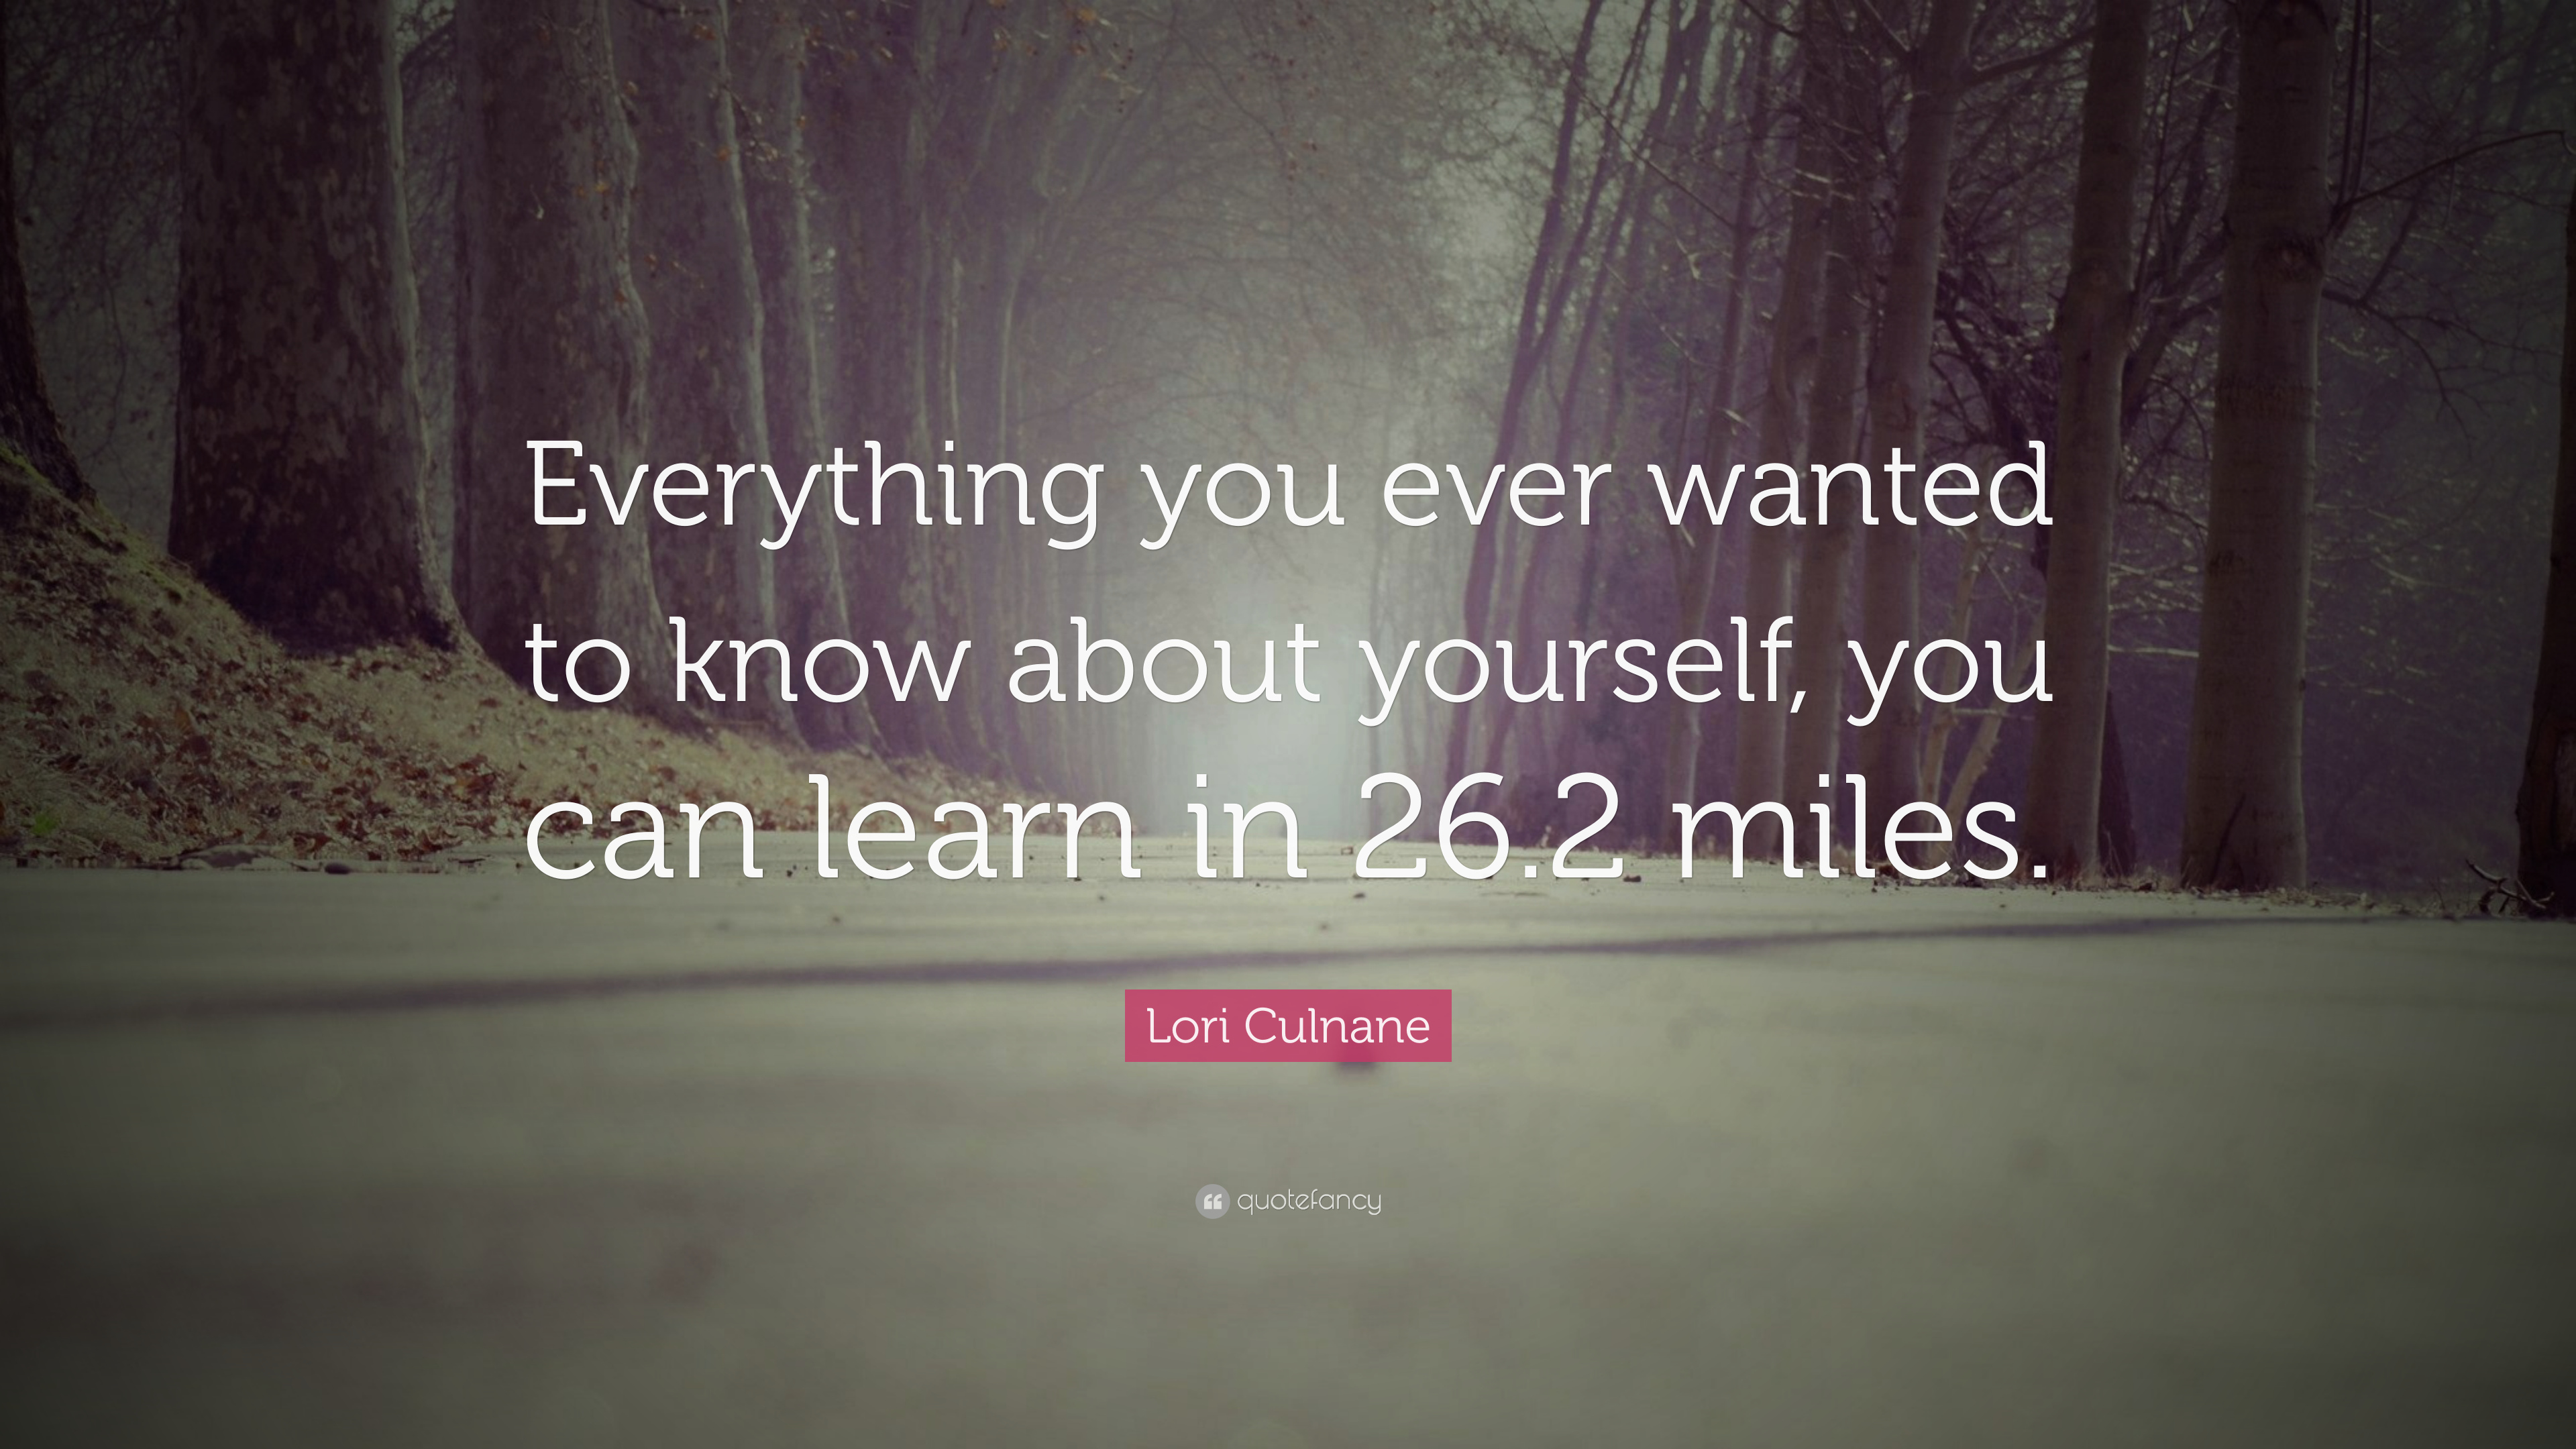 Everything you ever wanted
to know about yourself, you
can learn in 26.2 miles.
Lori Culnane
quotefancy